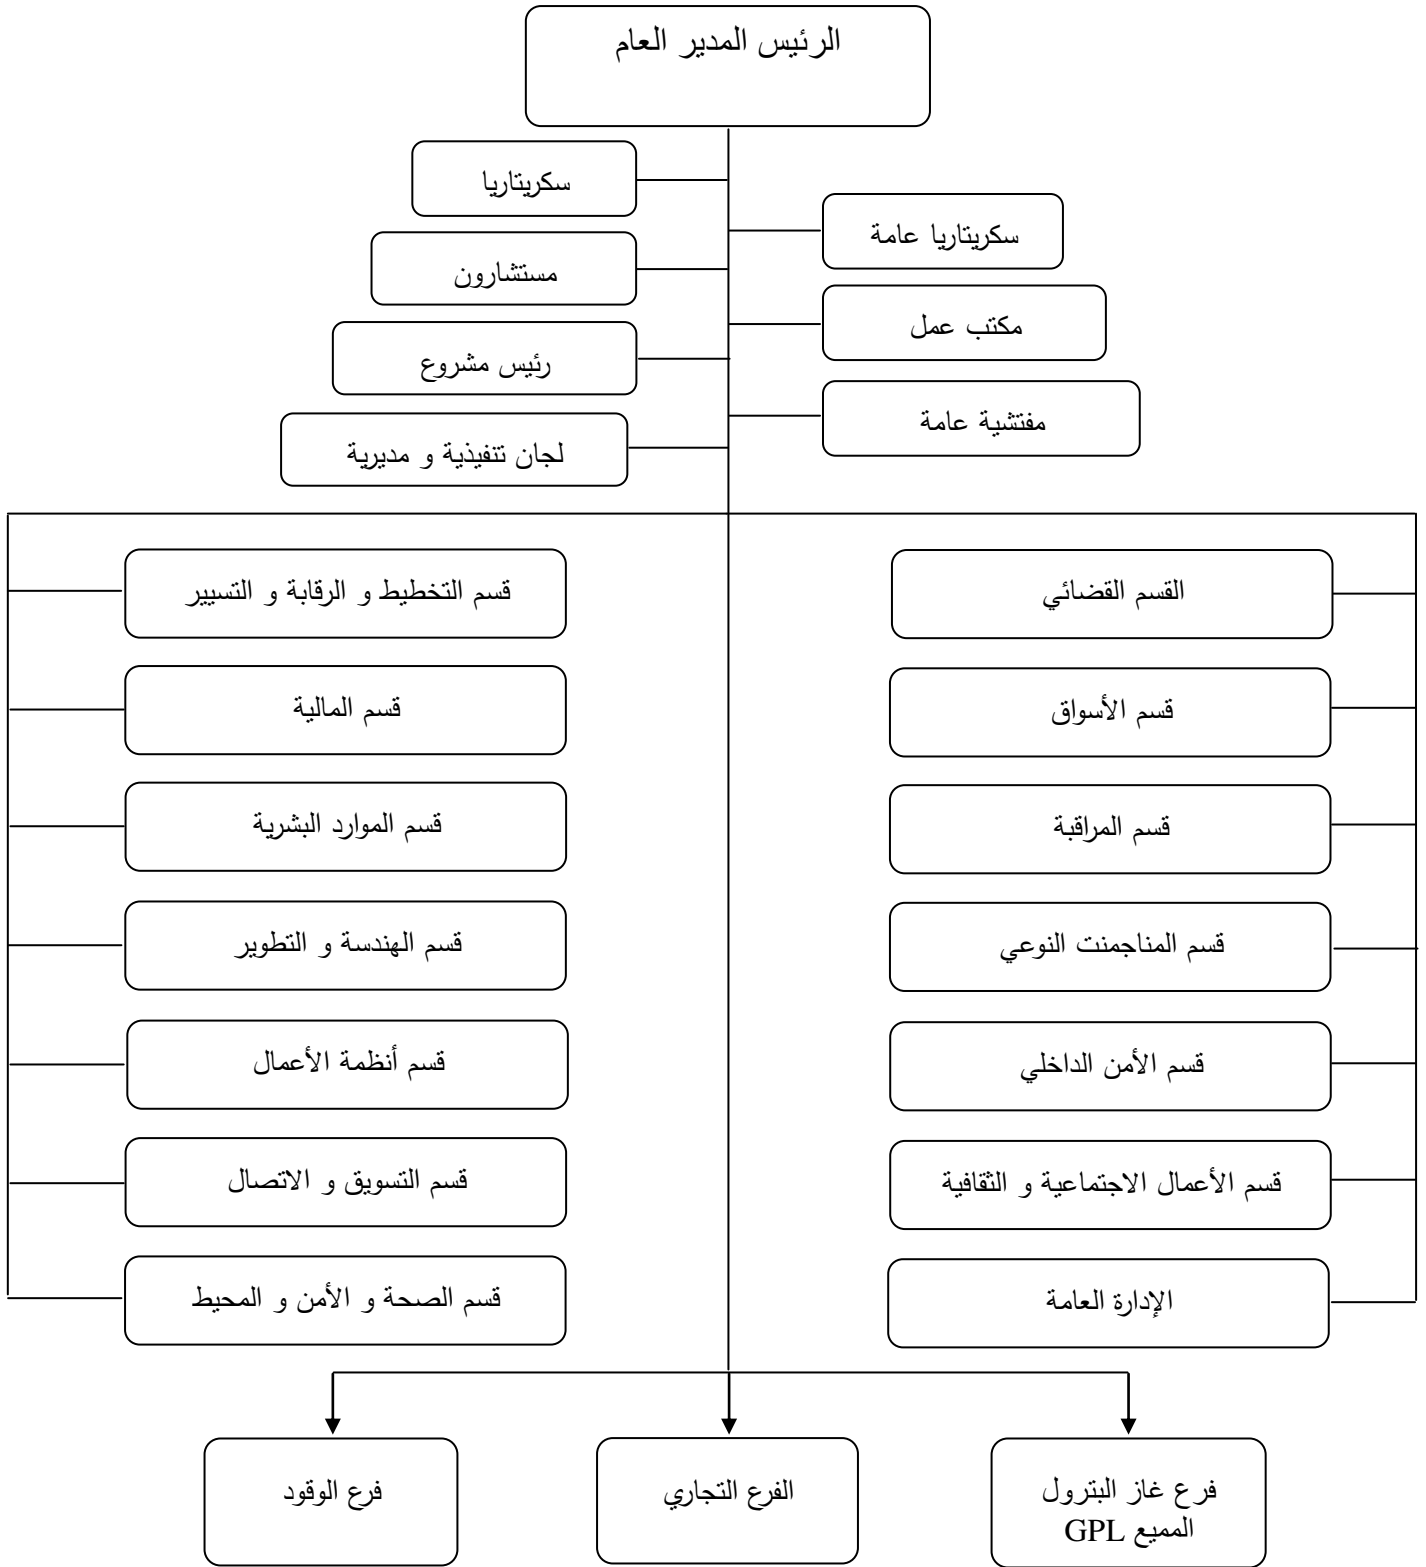 الرئيس المدير العام
سكريتاريا
سكريتاريا عامة
مستشارون
مكتب عمل
رئيس مشروع
مفتشية عامة
لجان تنفيذية و مديرية
القسم القضائي
قسم التخطيط و الرقابة و التسيير
قسم الأسواق
قسم المالية
قسم المراقبة
قسم الموارد البشرية
قسم المناجمنت النوعي
قسم الهندسة و التطوير
قسم الأمن الداخلي
قسم أنظمة الأعمال
قسم الأعمال الاجتماعية و الثقافية
قسم التسويق و الاتصال
الإدارة العامة
قسم الصحة و الأمن و المحيط
فرع غاز البترول
المميع GPL
الفرع التجاري
فرع الوقود